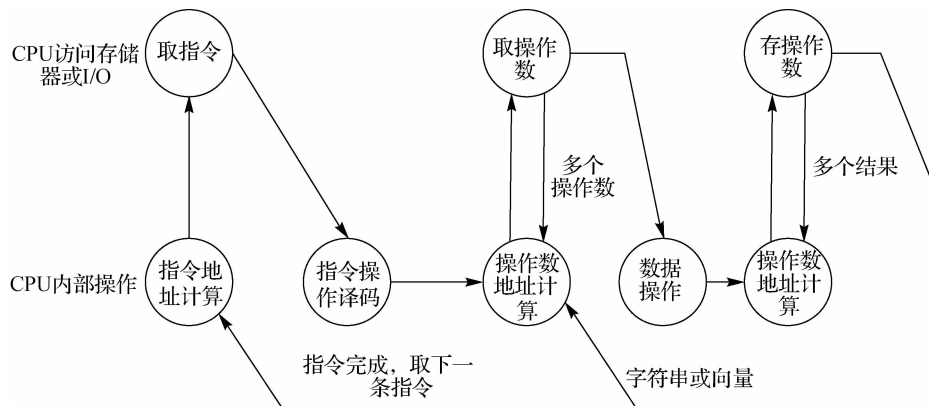 CPU访问存储
器或I/O
取指令
取操作
数
存操作
数
多个
操作数
多个结果
CPU内部操作
指令地
址计算
指令操
作译码
操作数
地址计
算
数据
操作
操作数
地址计
算
指令完成，取下一
条指令
字符串或向量